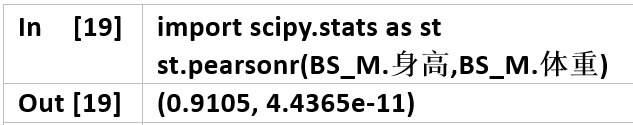 In [19] import scipy.stats as st
st.pearsonr(BS_M.身高,BS_M.体重)
Out [19] (0.9105, 4.4365e-11)